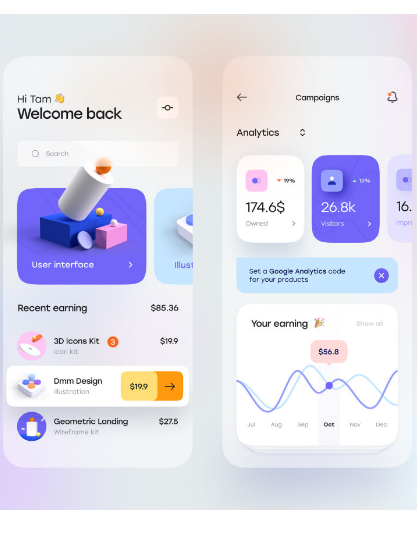 Hi Tam 👋
Welcome back
Search
User interface
Illust
Recent earning
$85.36
3D Icons Kit
3
$19.9
Icon kit
Dmm Design
Illustration
$19.9
Geometric Landing
$27.5
Wireframe kit
Campaigns
Analytics
19%
174.6$
Owned
26.8k
Visitors
16.
Impre
Set a Google Analytics code
for your products
Your earning 🎉
Show all
$56.8
Jul Aug Sep Oct Nov Dec